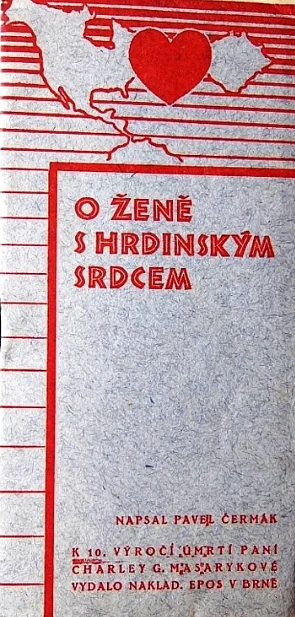 O ŽENĚ
S HRDINSKÝM
SRDCEM
NAPSAL PAVEL ČERMÁK
K 10. VÝROČÍ ÚMRTÍ PANÍ
CHARLEY G. MASARYKOVÉ
VYDALO NAKLAD. EPOS V BRNĚ